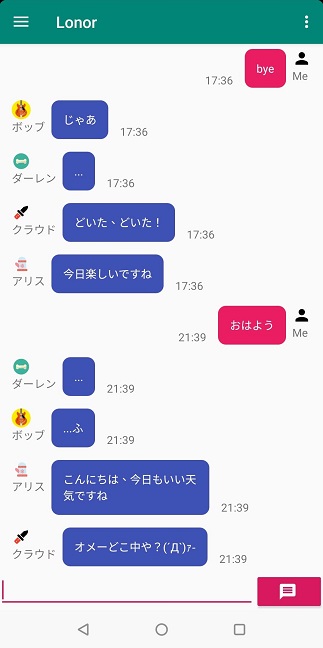 Lonor
bye
17:36
Me
じゃあ
ボップ
17:36
...
ダーレン
17:36
どいた、どいた！
クラウド
17:36
今日楽しいですね
アリス
17:36
おはよう
21:39
Me
...
ダーレン
21:39
...ふ
ボップ
21:39
こんにちは、今日もいい天
気ですね
アリス
21:39
オメーどこ中や？(ﾟДﾟ)ｧ-
クラウド
21:39